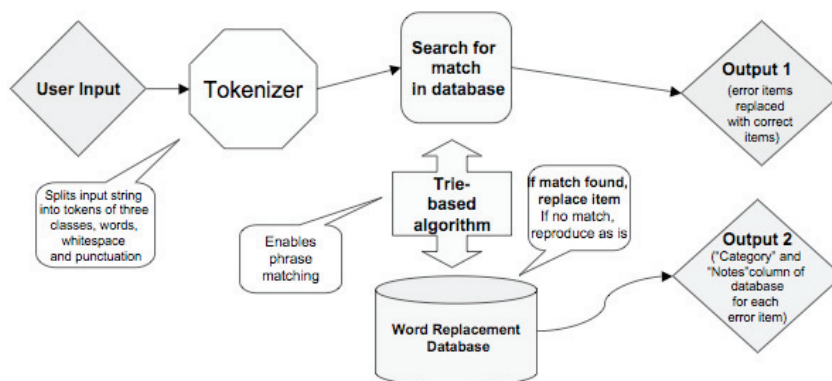 User Input
Tokenizer
Search for
match
in database
Output 1
(error items
replaced
with correct
items)
Splits input string
into tokens of three
classes, words,
whitespace
and punctuation
Enables
phrase
matching
Trie-
based
algorithm
If match found,
replace item
If no match,
reproduce as is
Word Replacement
Database
Output 2
("Category" and
"Notes"column of
database
for each
error item)